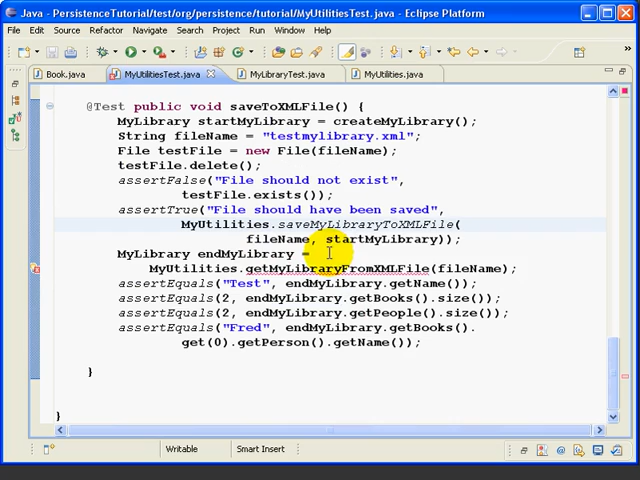 Java - PersistenceTutorial/test/org/persistence/tutorial/MyUtilitiesTest.java - Eclipse Platform
File Edit Source Refactor Navigate Search Project Run Window Help
Book.java MyUtilitiesTest.java MyLibraryTest.java MyUtilities.java
@Test public void saveToXMLFile() {
MyLibrary startMyLibrary = createMyLibrary();
String fileName = "testmylibrary.xml";
File testFile = new File(fileName);
testFile.delete();
assertFalse("File should not exist",
testFile.exists());
assertTrue("File should have been saved",
MyUtilities.saveMyLibraryToXMLFile(
fileName, startMyLibrary));
MyLibrary endMyLibrary =
MyUtilities.getMyLibraryFromXMLFile(fileName);
assertEquals("Test", endMyLibrary.getName());
assertEquals(2, endMyLibrary.getBooks().size());
assertEquals(2, endMyLibrary.getPeople().size());
assertEquals("Fred", endMyLibrary.getBooks().
get(0).getPerson().getName());
}
}
Writable Smart Insert